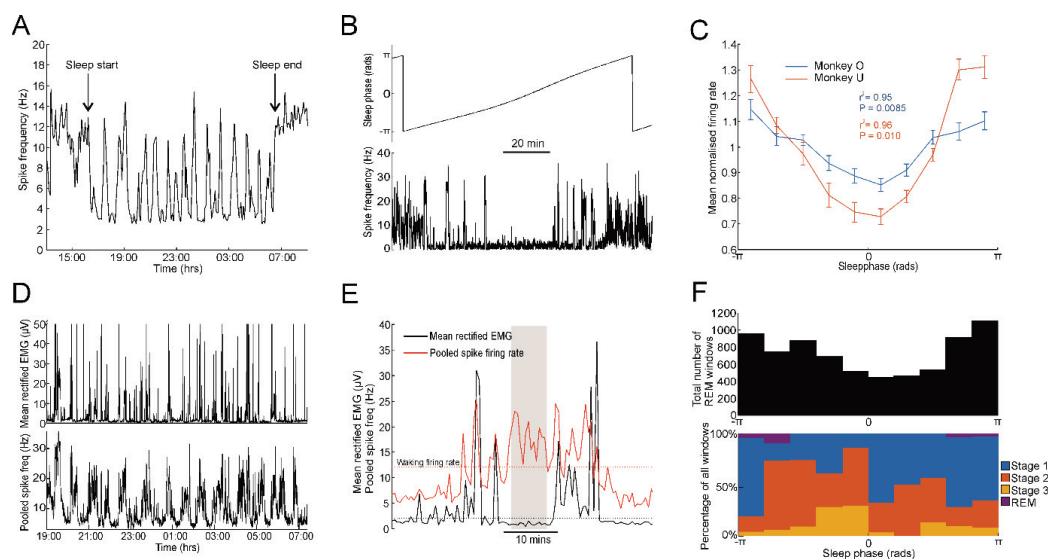 A
Spike frequency (Hz)
20
18
16
14
12
10
8
6
4
2
0
Sleep start
Sleep end
15:00 19:00 23:00 03:00 07:00
Time (hrs)
B
Sleep phase (rads)
π
0
-π
20 min
Spike frequency (Hz)
40
30
20
10
0
C
Mean normalised firing rate
1.4
1.3
1.2
1.1
1
0.9
0.8
0.7
0.6
Monkey O
Monkey U
r² = 0.95
P = 0.0085
r² = 0.96
P = 0.010
-π 0 π
Sleepphase (rads)
D
Mean rectified EMG (µV)
50
40
30
20
10
0
Pooled spike freq (Hz)
30
20
10
19:00 21:00 23:00 01:00 03:00 05:00 07:00
Time (hrs)
E
Mean rectified EMG (µV)
Pooled spike freq (Hz)
40
35
30
25
20
15
10
5
0
Mean rectified EMG
Pooled spike firing rate
Waking firing rate
10 mins
F
Total number of
REM windows
1200
1000
800
600
400
200
0
-π 0 π
Percentage of all windows
100%
50%
0%
Stage 1
Stage 2
Stage 3
REM
-π 0 π
Sleep phase (rads)